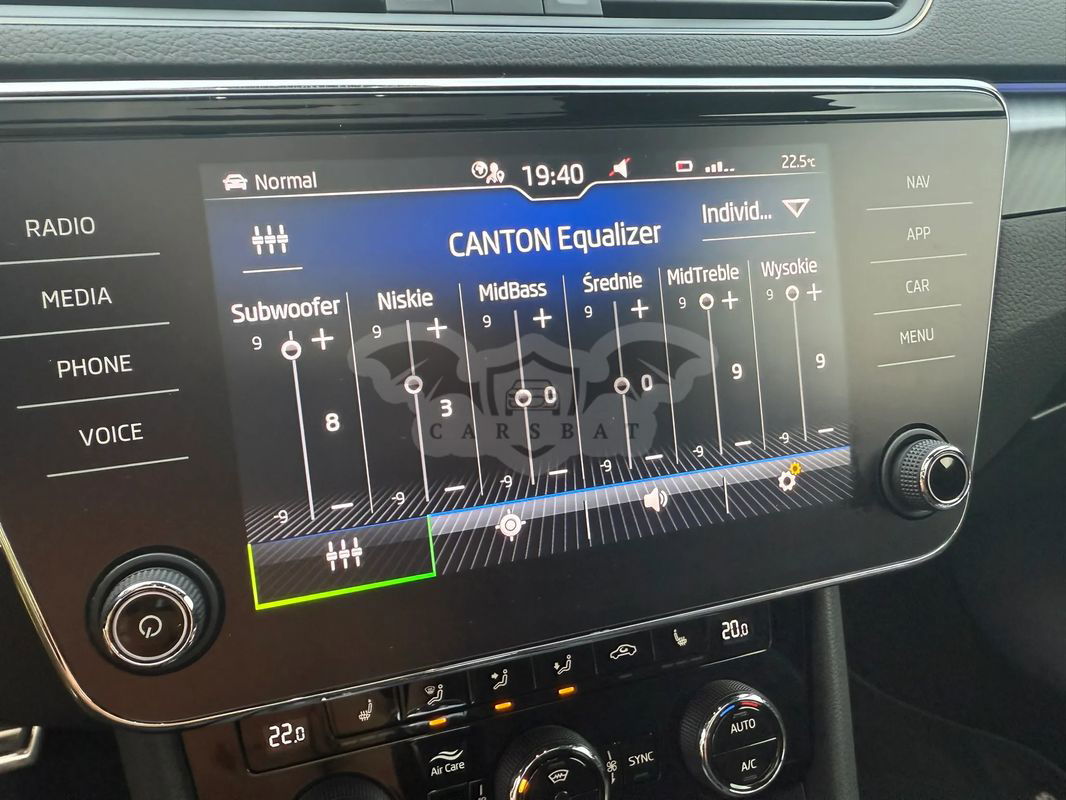 Normal
19:40
22.5°C
Individ...
CANTON Equalizer
Subwoofer
Niskie
MidBass
Średnie
MidTreble
Wysokie
9 +
9 +
9 +
9 +
9 +
9 +
8
3
0
0
9
9
-9 −
-9 −
-9 −
-9 −
-9 −
-9 −
CARSBAT
RADIO
MEDIA
PHONE
VOICE
NAV
APP
CAR
MENU
22.0
20.0
Air Care
SYNC
AUTO
A/C